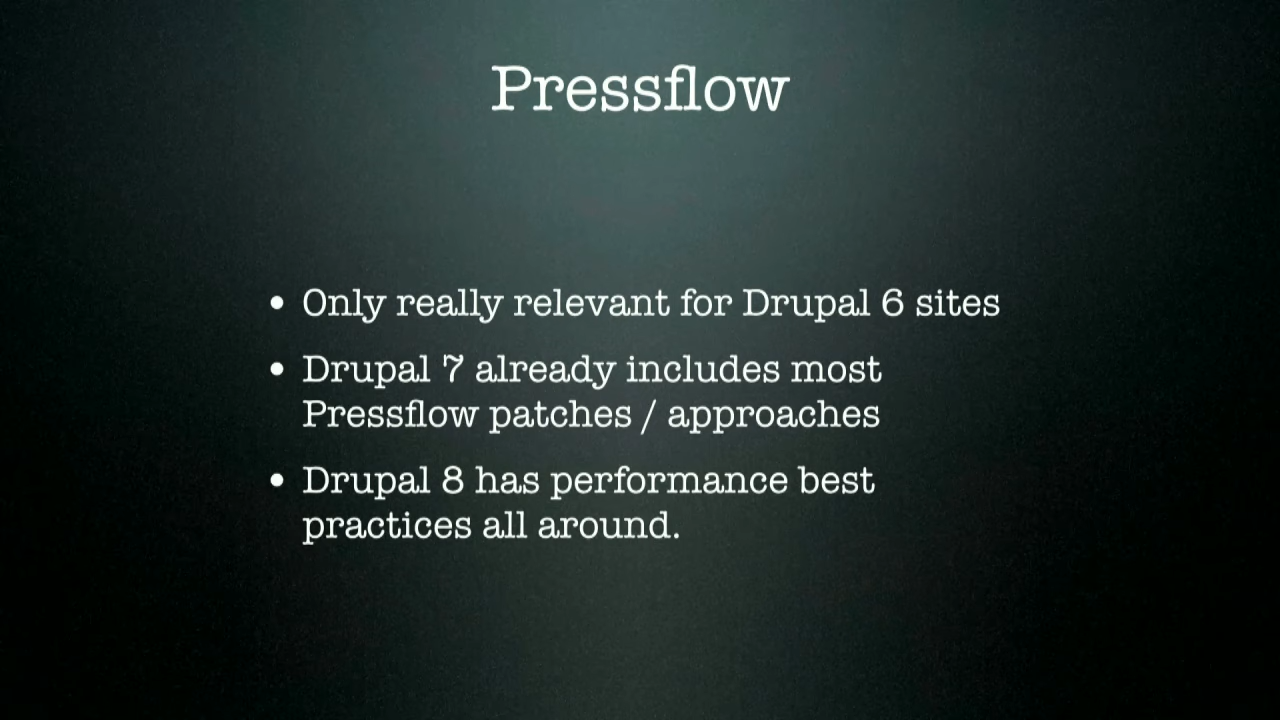 Pressflow
• Only really relevant for Drupal 6 sites
• Drupal 7 already includes most
Pressflow patches / approaches
• Drupal 8 has performance best
practices all around.